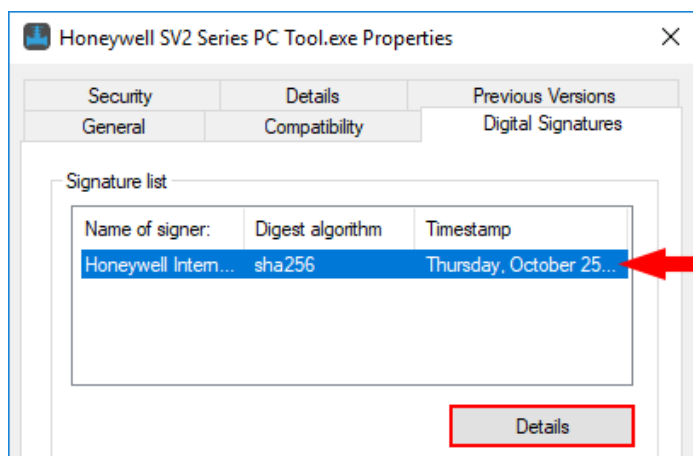 Honeywell SV2 Series PC Tool.exe Properties
Security Details Previous Versions
General Compatibility Digital Signatures
Signature list
Name of signer: Digest algorithm Timestamp
Honeywell Intern... sha256 Thursday, October 25...
Details